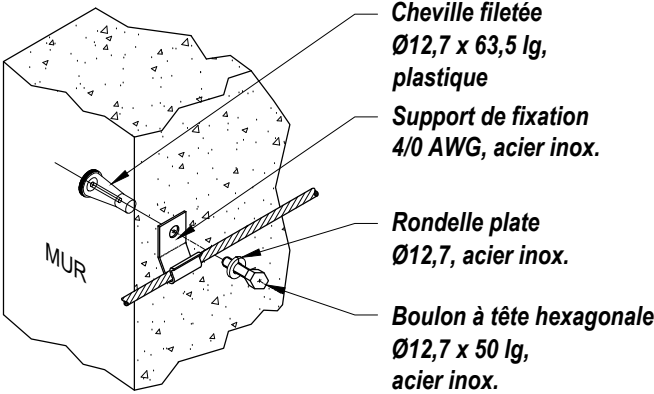 Cheville filetée
Ø12,7 x 63,5 lg,
plastique
Support de fixation
4/0 AWG, acier inox.
Rondelle plate
Ø12,7, acier inox.
MUR
Boulon à tête hexagonale
Ø12,7 x 50 lg,
acier inox.